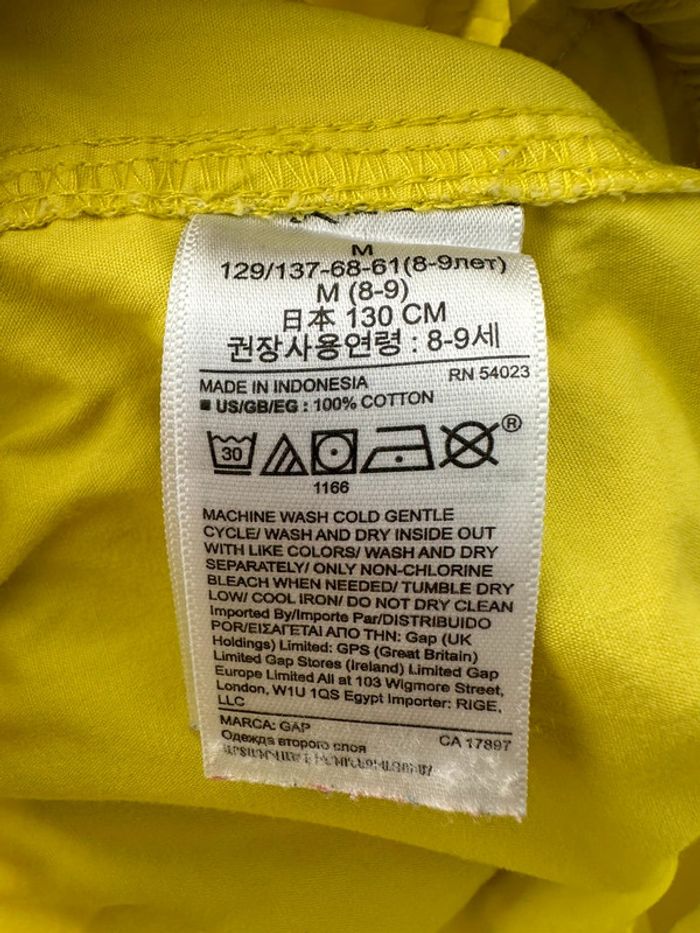 M
129/137-68-61(8-9лет)
M (8-9)
日本 130 CM
권장사용연령 : 8-9세
MADE IN INDONESIA RN 54023
■ US/GB/EG : 100% COTTON
30 ®
1166
MACHINE WASH COLD GENTLE
CYCLE/ WASH AND DRY INSIDE OUT
WITH LIKE COLORS/ WASH AND DRY
SEPARATELY/ ONLY NON-CHLORINE
BLEACH WHEN NEEDED/ TUMBLE DRY
LOW/ COOL IRON/ DO NOT DRY CLEAN
Imported By/Importe Par/DISTRIBUIDO
POR/ΕΙΣΑΓΕΤΑΙ ΑΠΟ ΤΗΝ: Gap (UK
Holdings) Limited: GPS (Great Britain)
Limited Gap Stores (Ireland) Limited Gap
Europe Limited All at 103 Wigmore Street,
London, W1U 1QS Egypt Importer: RIGE,
LLC
MARCA: GAP
Одежда второго слоя CA 17897